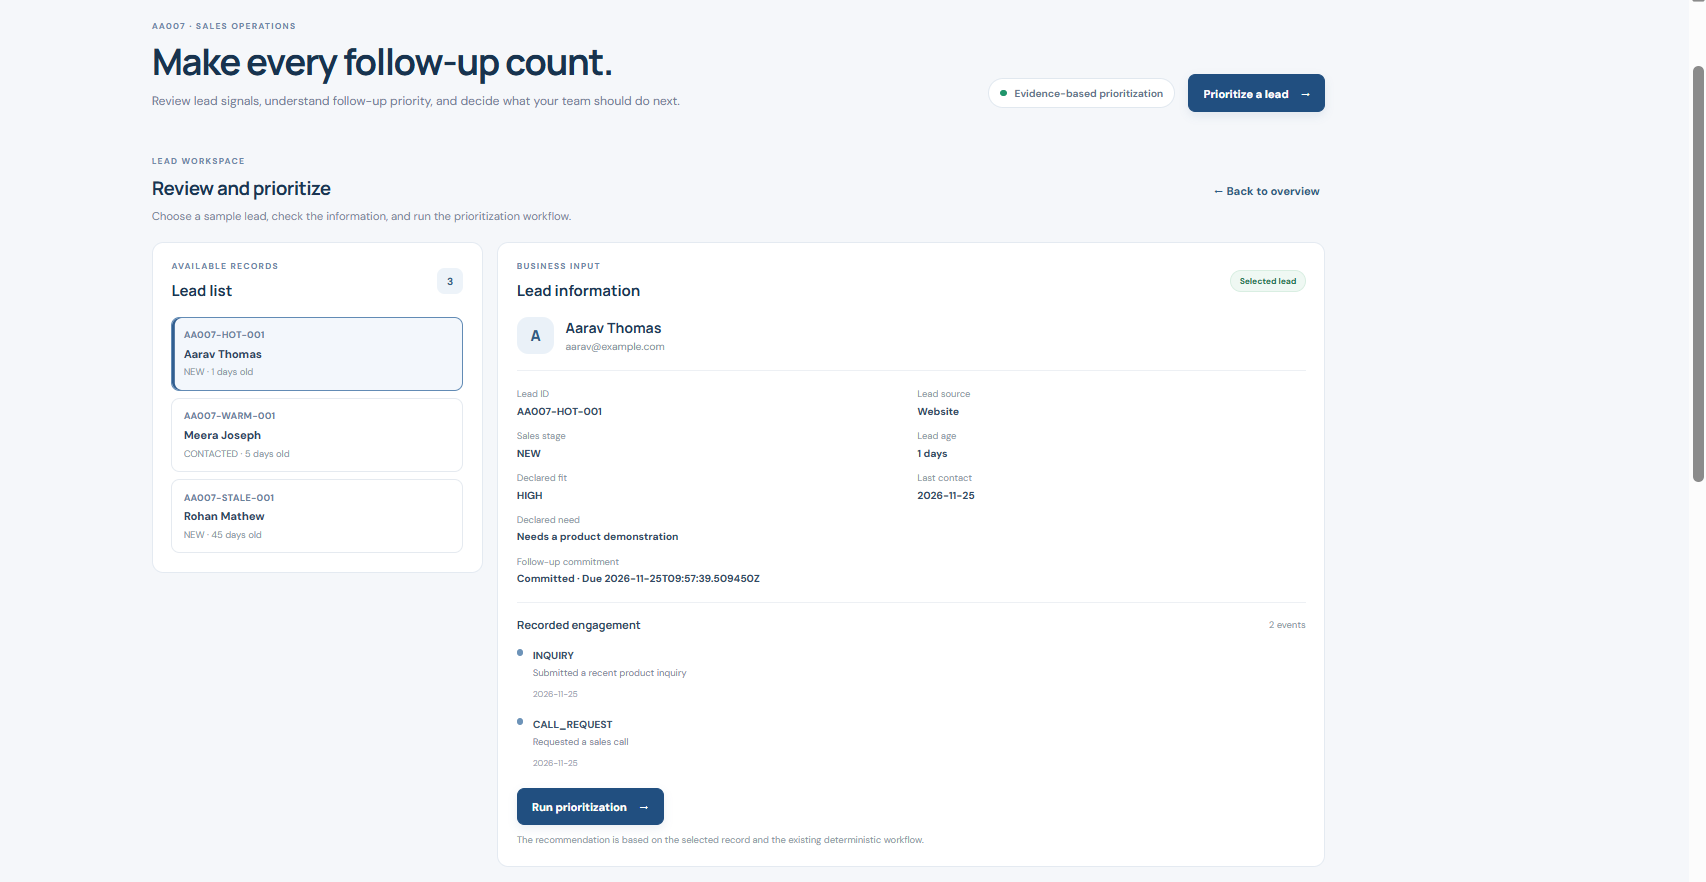 AA007 · SALES OPERATIONS
Make every follow-up count.
Review lead signals, understand follow-up priority, and decide what your team should do next.
Evidence-based prioritization
Prioritize a lead →
LEAD WORKSPACE
Review and prioritize
← Back to overview
Choose a sample lead, check the information, and run the prioritization workflow.
AVAILABLE RECORDS
Lead list
3
AA007-HOT-001
Aarav Thomas
NEW · 1 days old
AA007-WARM-001
Meera Joseph
CONTACTED · 5 days old
AA007-STALE-001
Rohan Mathew
NEW · 45 days old
BUSINESS INPUT
Lead information
Selected lead
A
Aarav Thomas
aarav@example.com
Lead ID
AA007-HOT-001
Lead source
Website
Sales stage
NEW
Lead age
1 days
Declared fit
HIGH
Last contact
2026-11-25
Declared need
Needs a product demonstration
Follow-up commitment
Committed · Due 2026-11-25T09:57:39.509450Z
Recorded engagement
2 events
INQUIRY
Submitted a recent product inquiry
2026-11-25
CALL_REQUEST
Requested a sales call
2026-11-25
Run prioritization →
The recommendation is based on the selected record and the existing deterministic workflow.